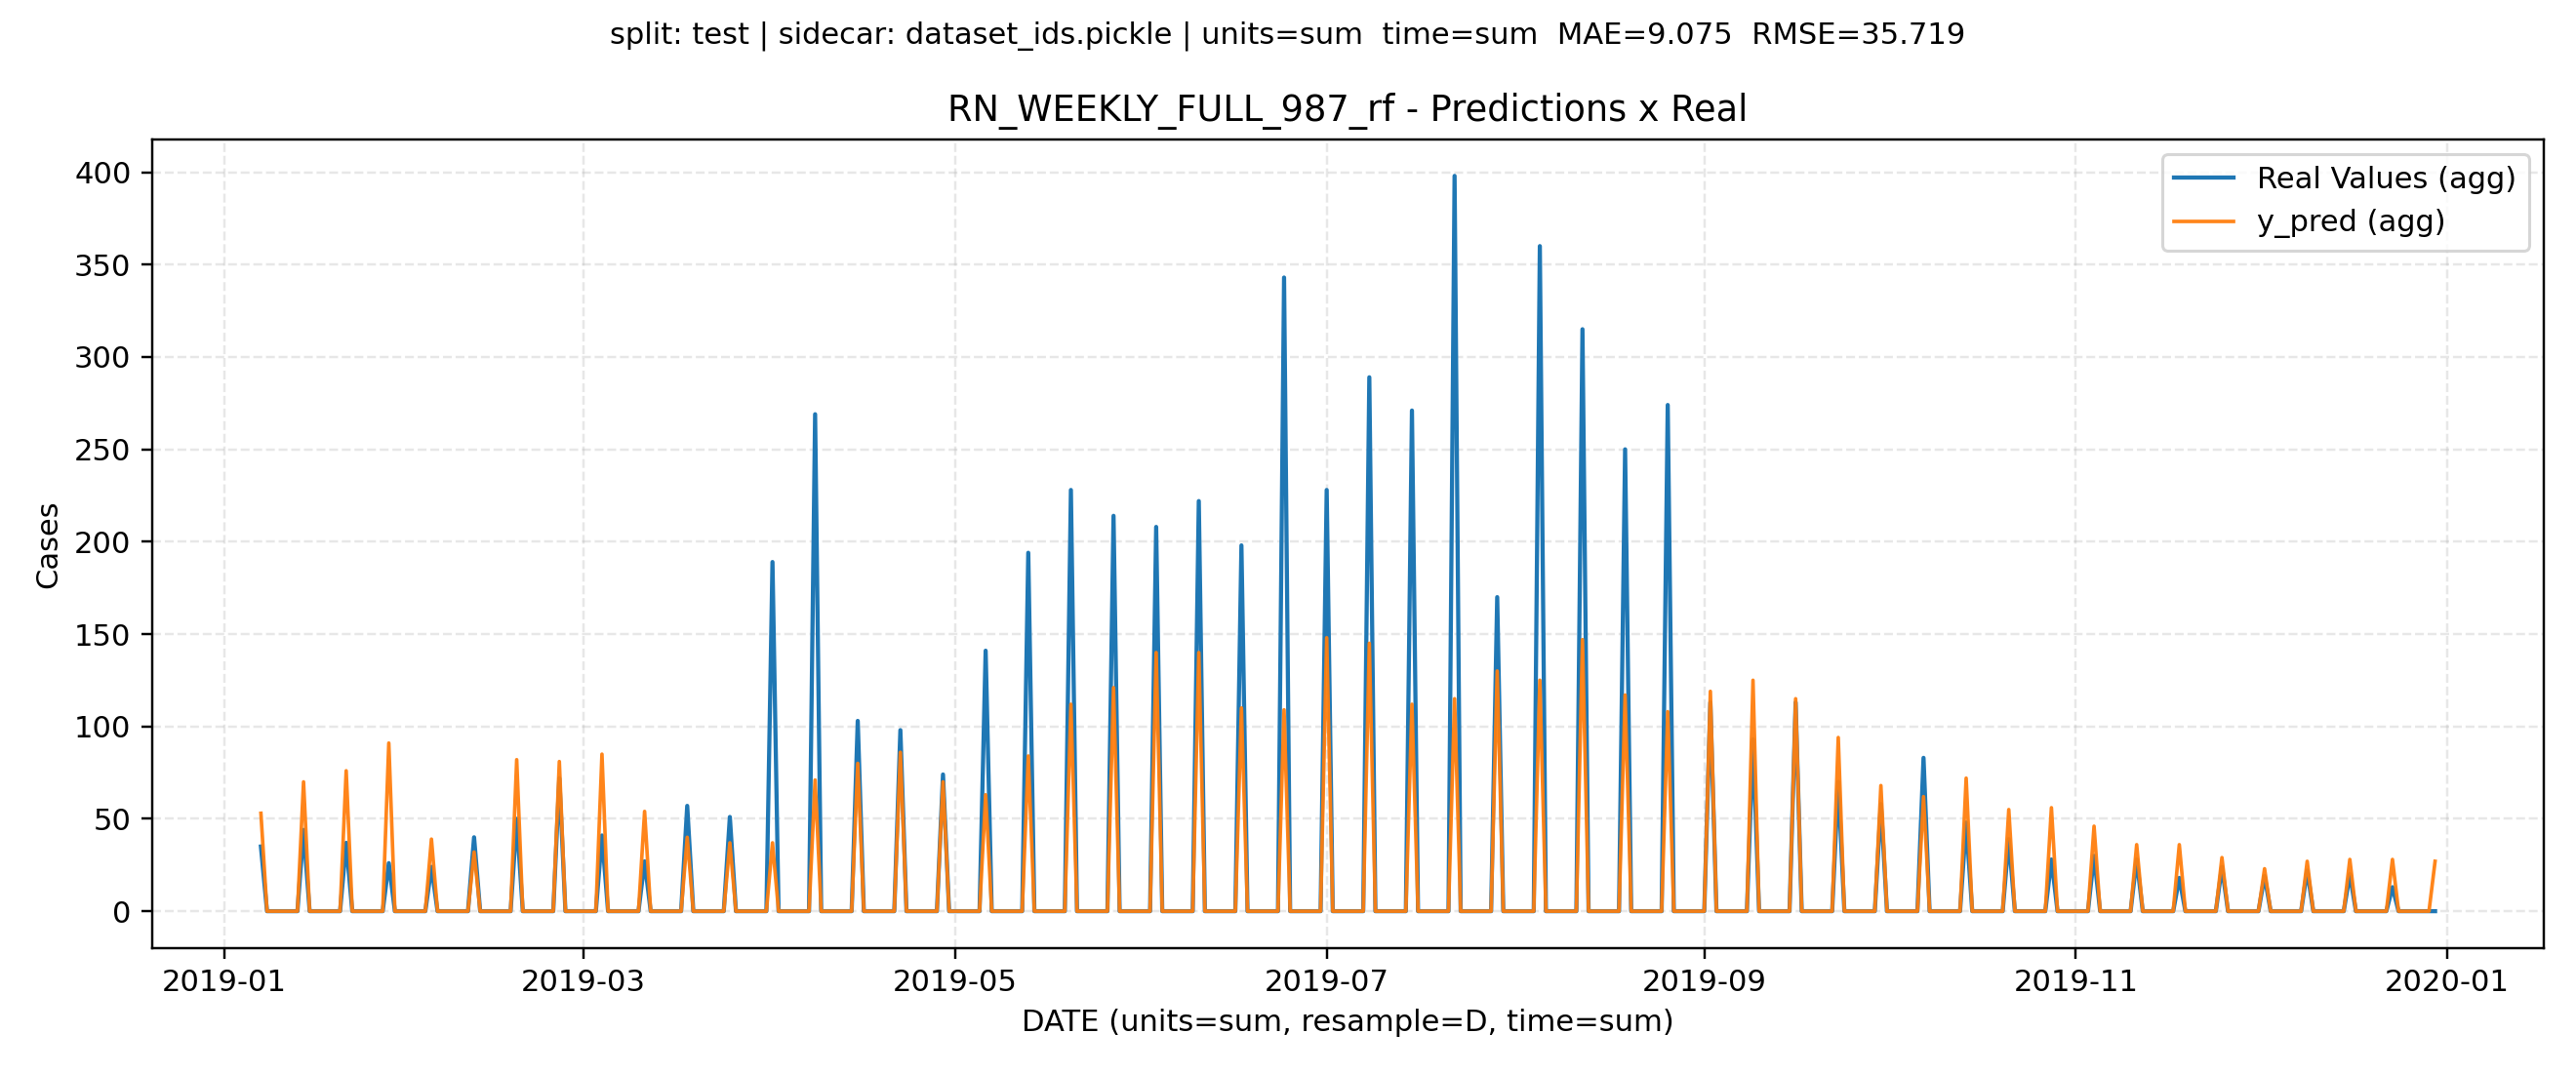 split: test | sidecar: dataset_ids.pickle | units=sum  time=sum  MAE=9.075  RMSE=35.719
RN_WEEKLY_FULL_987_rf - Predictions x Real
Real Values (agg)
y_pred (agg)
400
350
300
250
200
150
100
50
0
Cases
2019-01 2019-03 2019-05 2019-07 2019-09 2019-11 2020-01
DATE (units=sum, resample=D, time=sum)